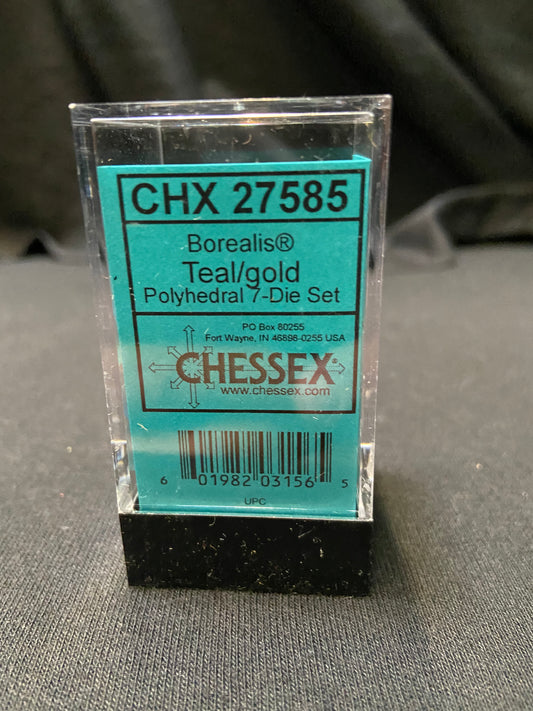 CHX 27585
Borealis®
Teal/gold
Polyhedral 7-Die Set
PO Box 80255
Fort Wayne, IN 46898-0255 USA
CHESSEX®
www.chessex.com
6 01982 03156 5
UPC